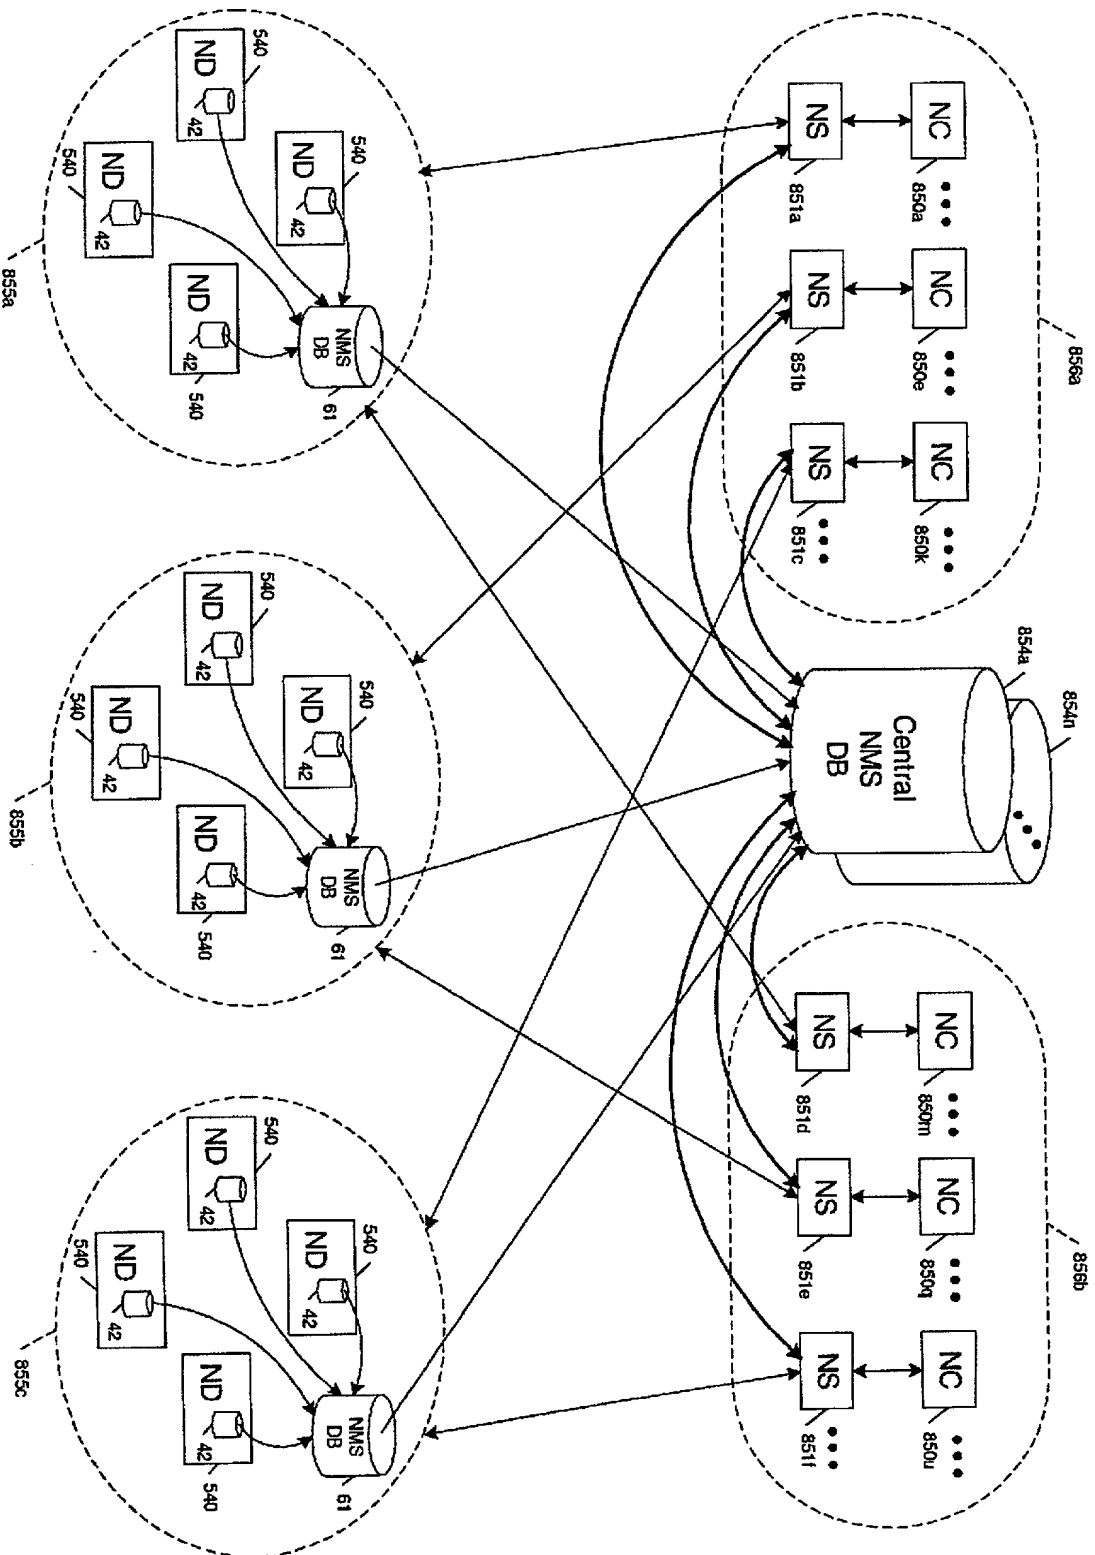 856a
NC
850a
NC
850e
NC
850k
NS
851a
NS
851b
NS
851c
854a
854n
Central
NMS
DB
856b
NC
850m
NC
850q
NC
850u
NS
851d
NS
851e
NS
851f
540
ND
42
540
ND
42
540
ND
42
ND
42
540
NMS
DB
61
855a
540
ND
42
540
ND
42
540
ND
42
ND
42
540
NMS
DB
61
855b
540
ND
42
540
ND
42
540
ND
42
ND
42
540
NMS
DB
61
855c